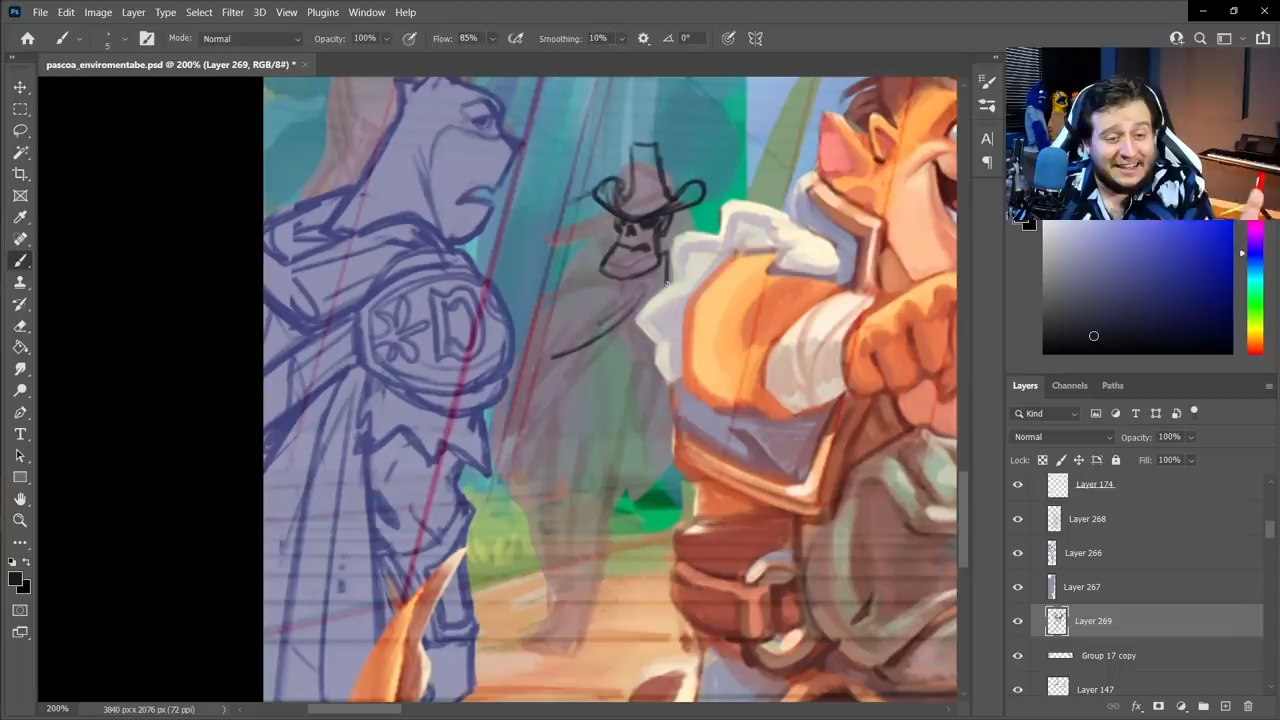 Ps File Edit Image Layer Type Select Filter 3D View Plugins Window Help
5 Mode: Normal Opacity: 100% Flow: 85% Smoothing: 10% 0°
pascoa_enviromentabe.psd @ 200% (Layer 269, RGB/8#) *
D
Layers Channels Paths
Kind
Normal Opacity: 100%
Lock: Fill: 100%
Layer 174
Layer 268
Layer 266
Layer 267
Layer 269
Group 17 copy
Layer 147
200% 3840 px x 2076 px (72 ppi)